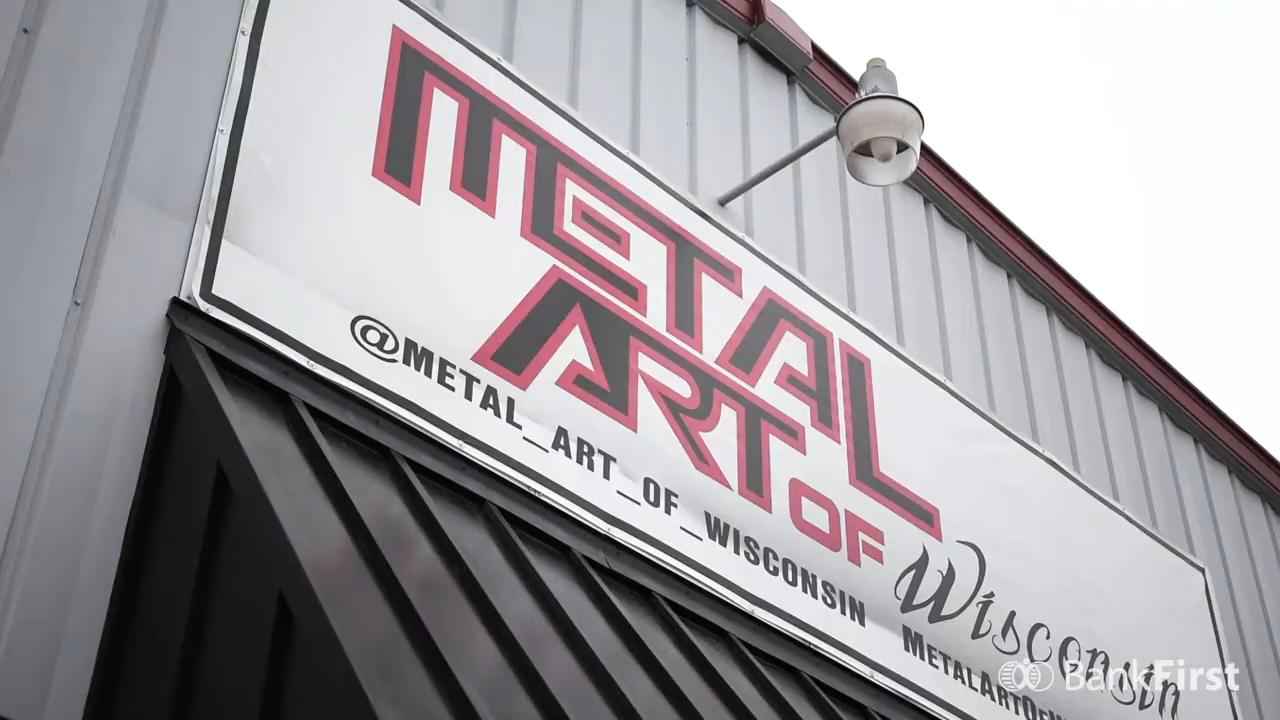 METAL
ART OF
Wisconsin
@METAL_ART_OF_WISCONSIN
BankFirst